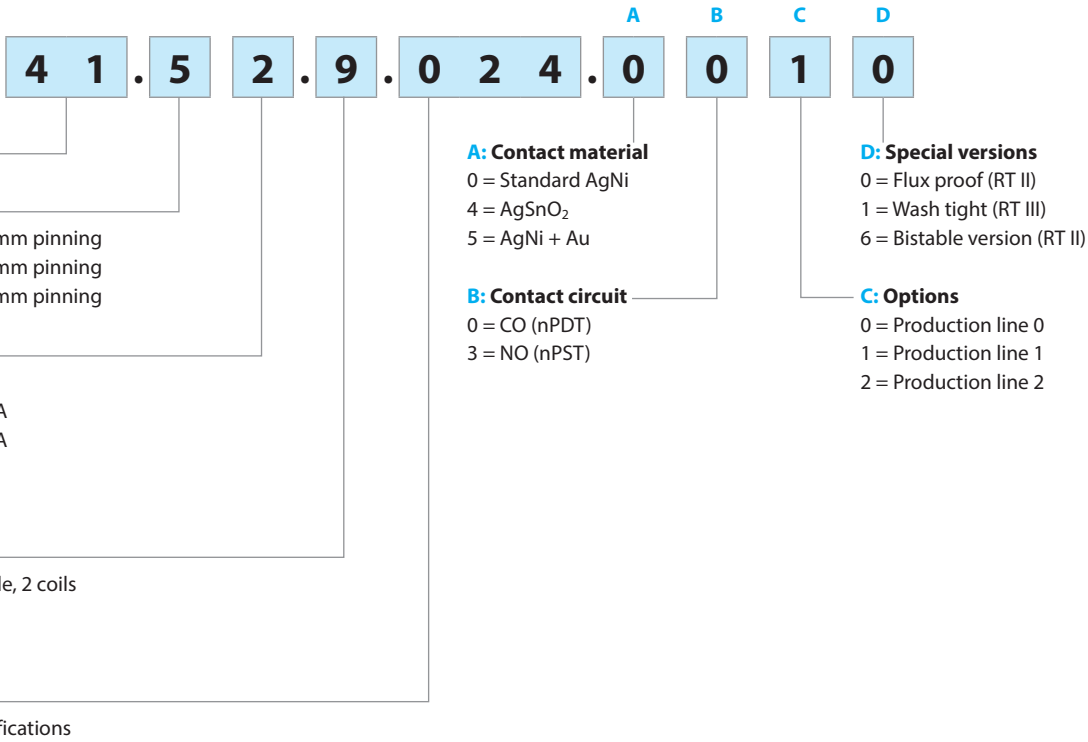 A B C D
4 1 . 5 2 . 9 . 0 2 4 . 0 0 1 0
A: Contact material
0 = Standard AgNi
4 = AgSnO₂
5 = AgNi + Au
B: Contact circuit
0 = CO (nPDT)
3 = NO (nPST)
D: Special versions
0 = Flux proof (RT II)
1 = Wash tight (RT III)
6 = Bistable version (RT II)
C: Options
0 = Production line 0
1 = Production line 1
2 = Production line 2
mm pinning
mm pinning
mm pinning
A
A
le, 2 coils
fications